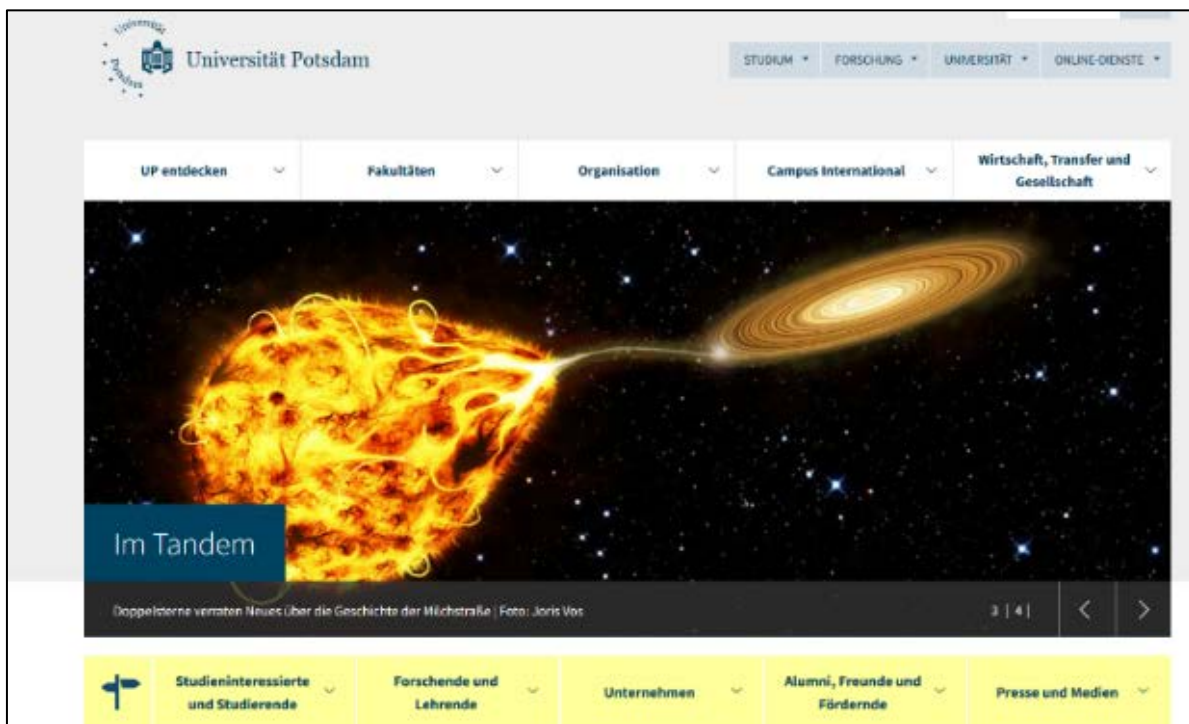 Universität
Potsdam
Universität Potsdam
STUDIUM
FORSCHUNG
UNIVERSITÄT
ONLINE-DIENSTE
UP entdecken
Fakultäten
Organisation
Campus International
Wirtschaft, Transfer und
Gesellschaft
Im Tandem
Doppelsterne verraten Neues über die Geschichte der Milchstraße | Foto: Joris Vos
3 | 4 |
Studieninteressierte
und Studierende
Forschende und
Lehrende
Unternehmen
Alumni, Freunde und
Fördernde
Presse und Medien